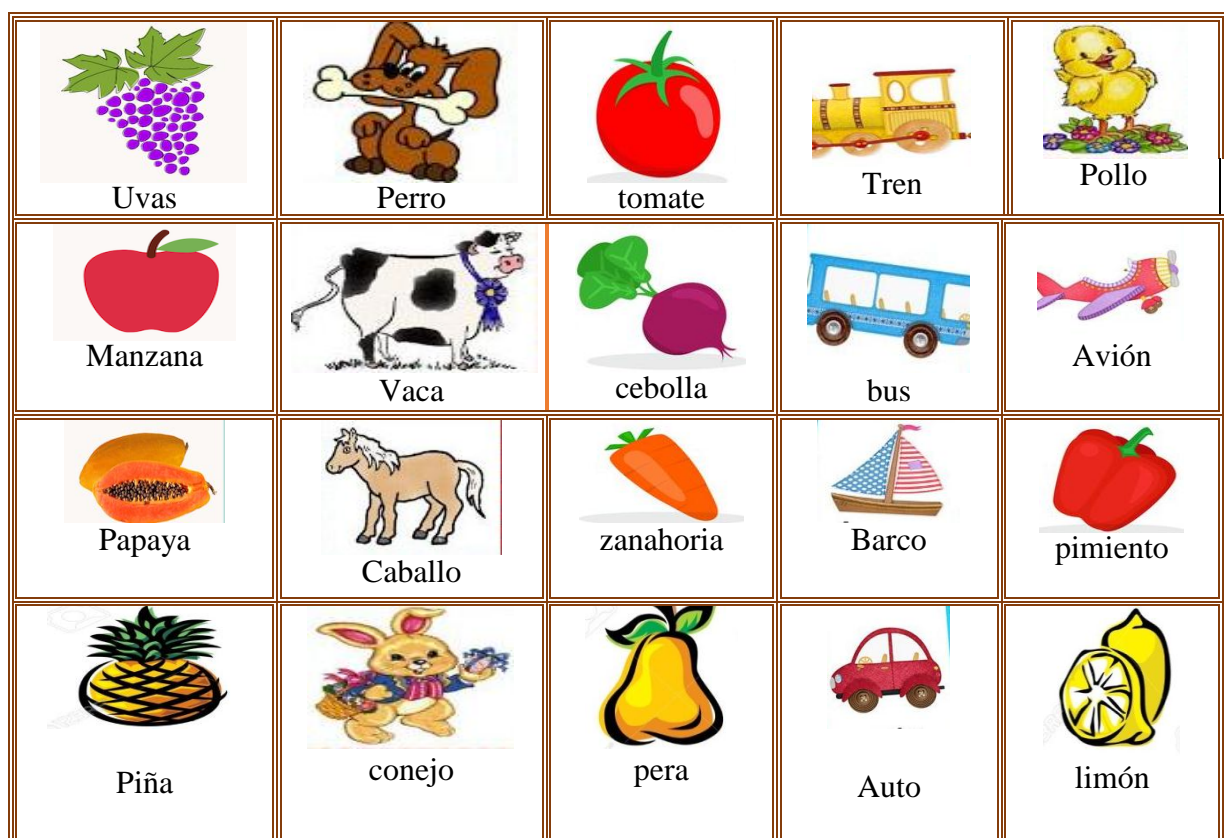 Uvas
Perro
tomate
Tren
Pollo
Manzana
Vaca
cebolla
bus
Avión
Papaya
Caballo
zanahoria
Barco
pimiento
Piña
conejo
pera
Auto
limón